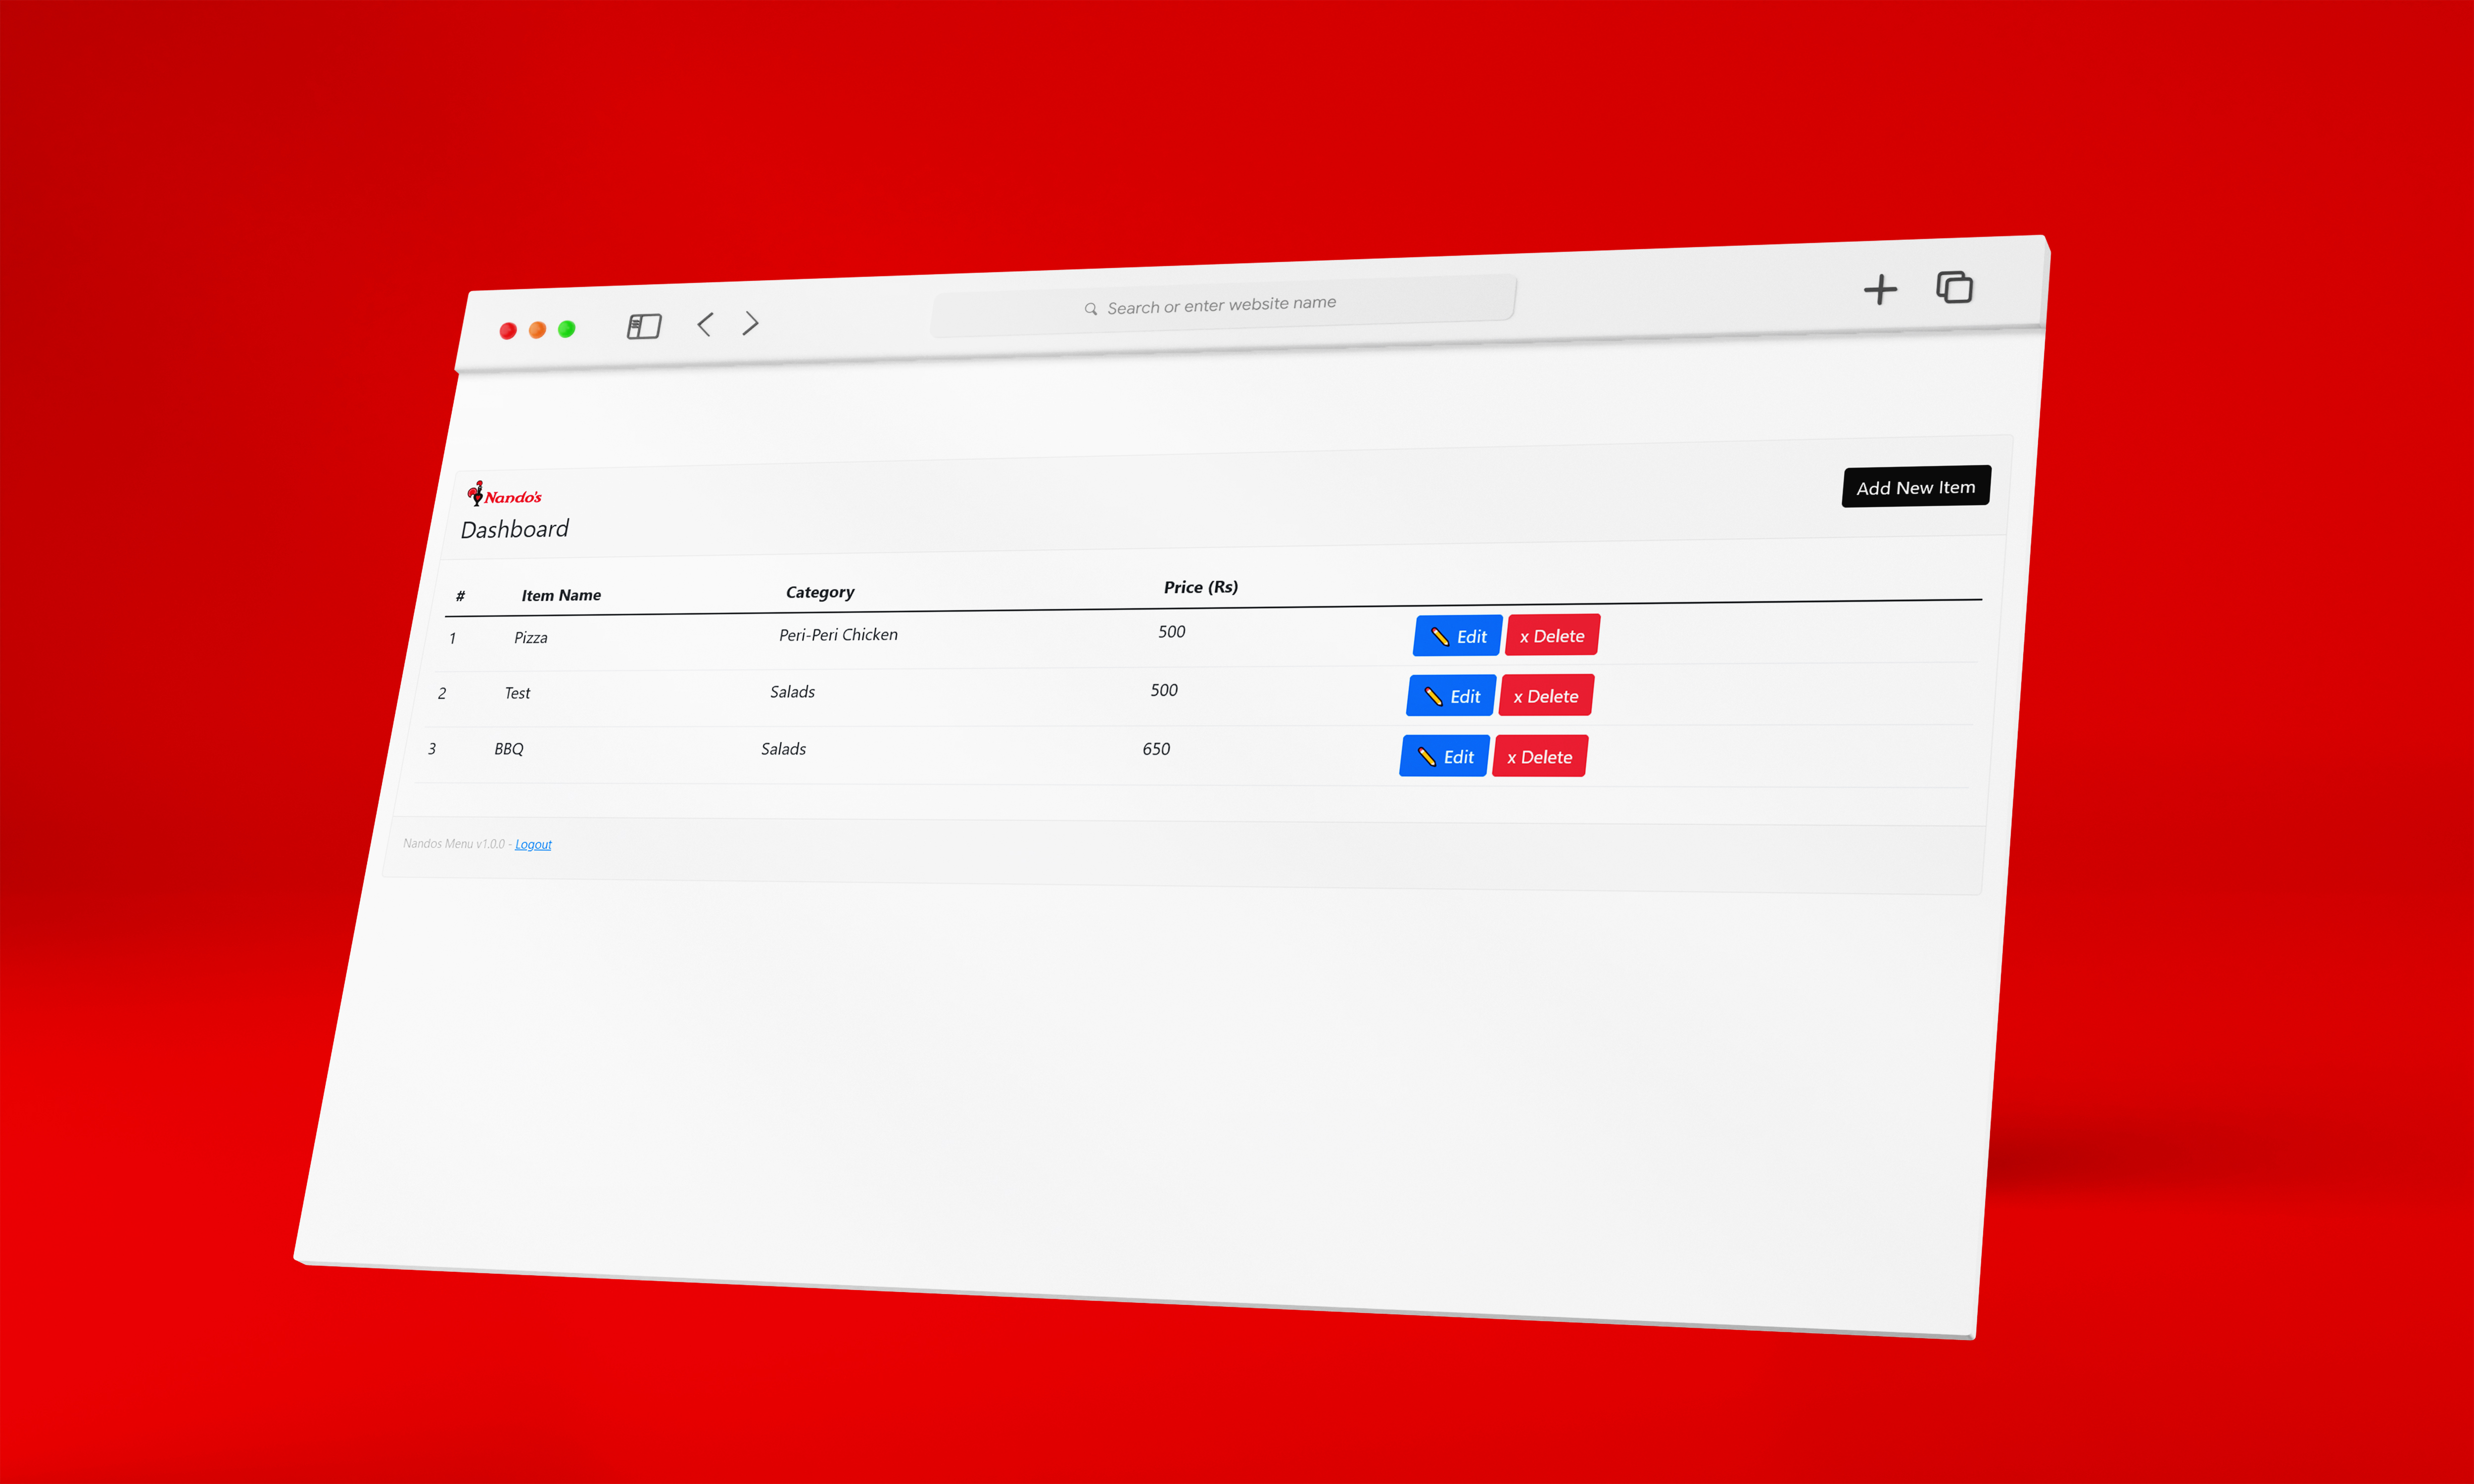 Search or enter website name
Nando's
Add New Item
Dashboard
# Item Name Category Price (Rs)
1 Pizza Peri-Peri Chicken 500 Edit x Delete
2 Test Salads 500 Edit x Delete
3 BBQ Salads 650 Edit x Delete
Nandos Menu v1.0.0 - Logout